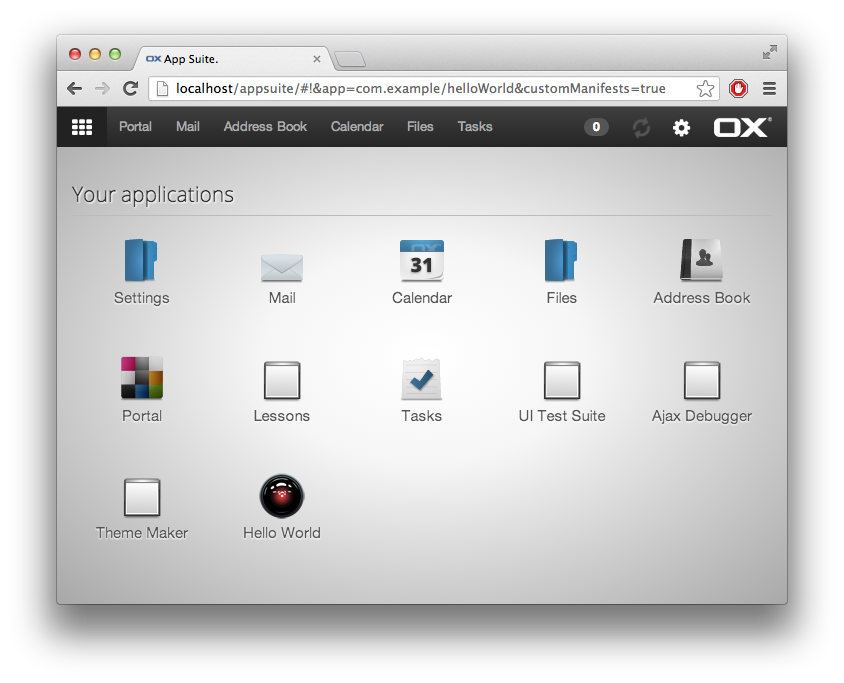 OX App Suite.
localhost/appsuite/#!&app=com.example/helloWorld&customManifests=true
Portal Mail Address Book Calendar Files Tasks 0 OX®
Your applications
31
Settings Mail Calendar Files Address Book
Portal Lessons Tasks UI Test Suite Ajax Debugger
Theme Maker Hello World